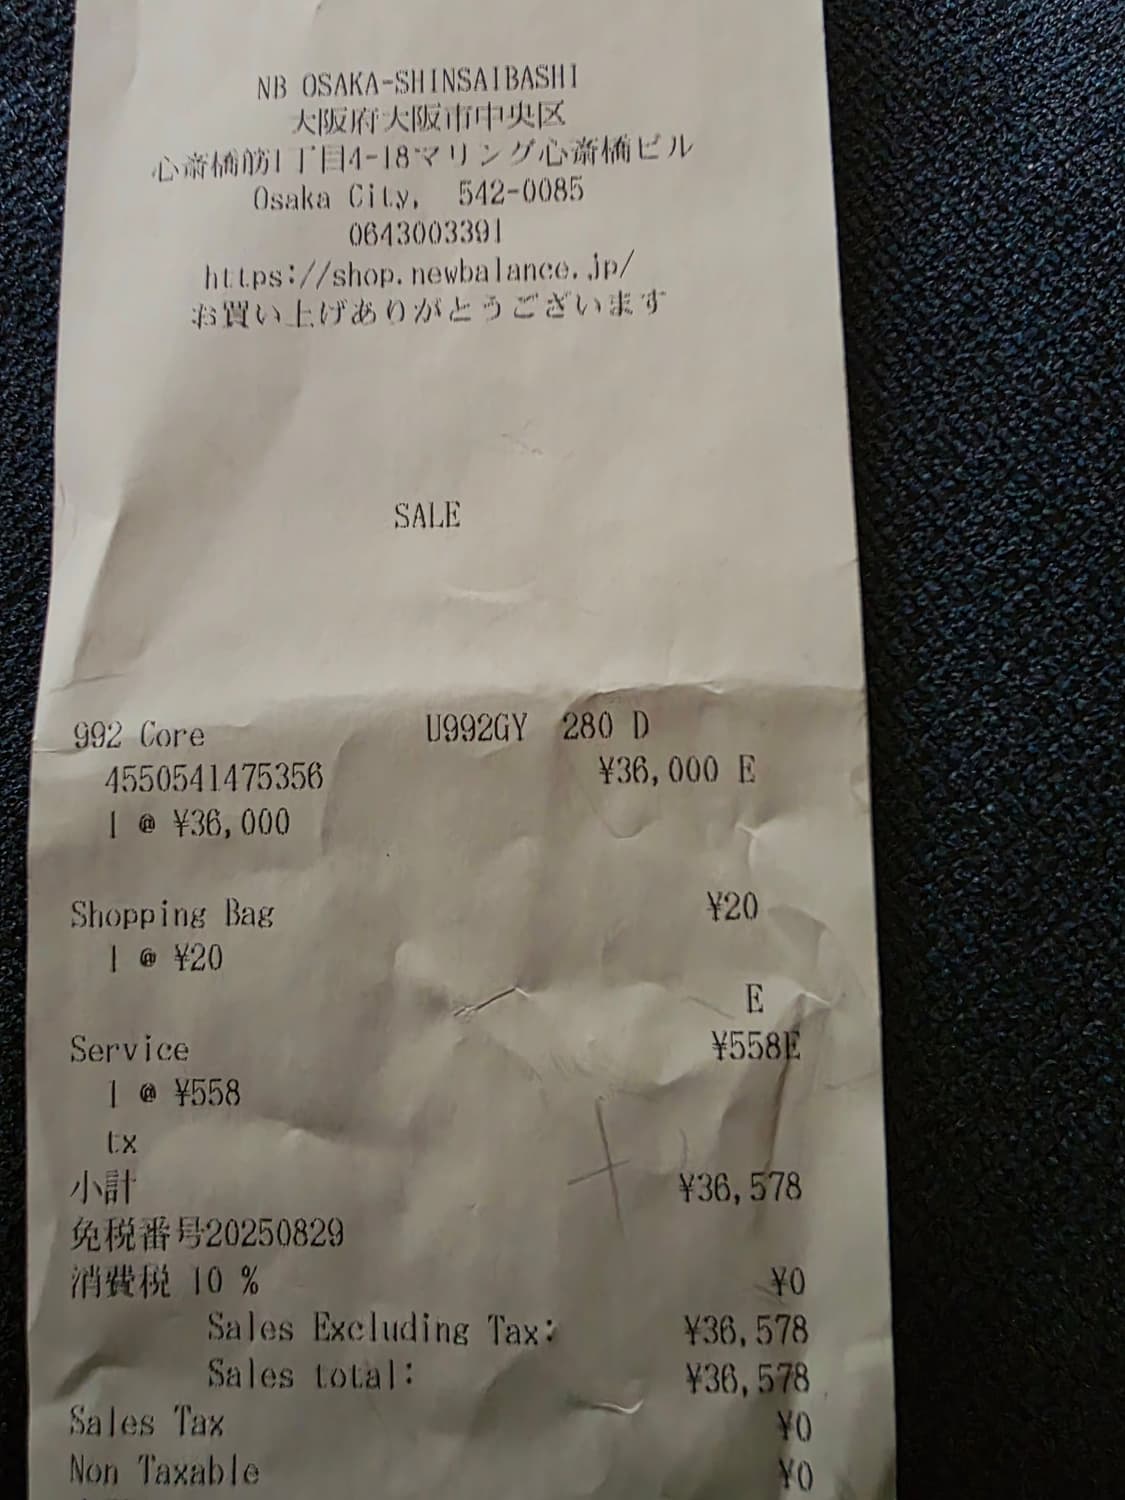 NB OSAKA-SHINSAIBASHI
大阪府大阪市中央区
心斎橋筋1丁目4-18マリング心斎橋ビル
Osaka City, 542-0085
0643003391
https://shop.newbalance.jp/
お買い上げありがとうございます
SALE
992 Core U992GY 280 D
4550541475356 ¥36,000 E
1 @ ¥36,000
Shopping Bag ¥20
1 @ ¥20
E
Service ¥558E
1 @ ¥558
tx
小計 ¥36,578
免税番号20250829
消費税 10 % ¥0
Sales Excluding Tax: ¥36,578
Sales total: ¥36,578
Sales Tax ¥0
Non Taxable ¥0